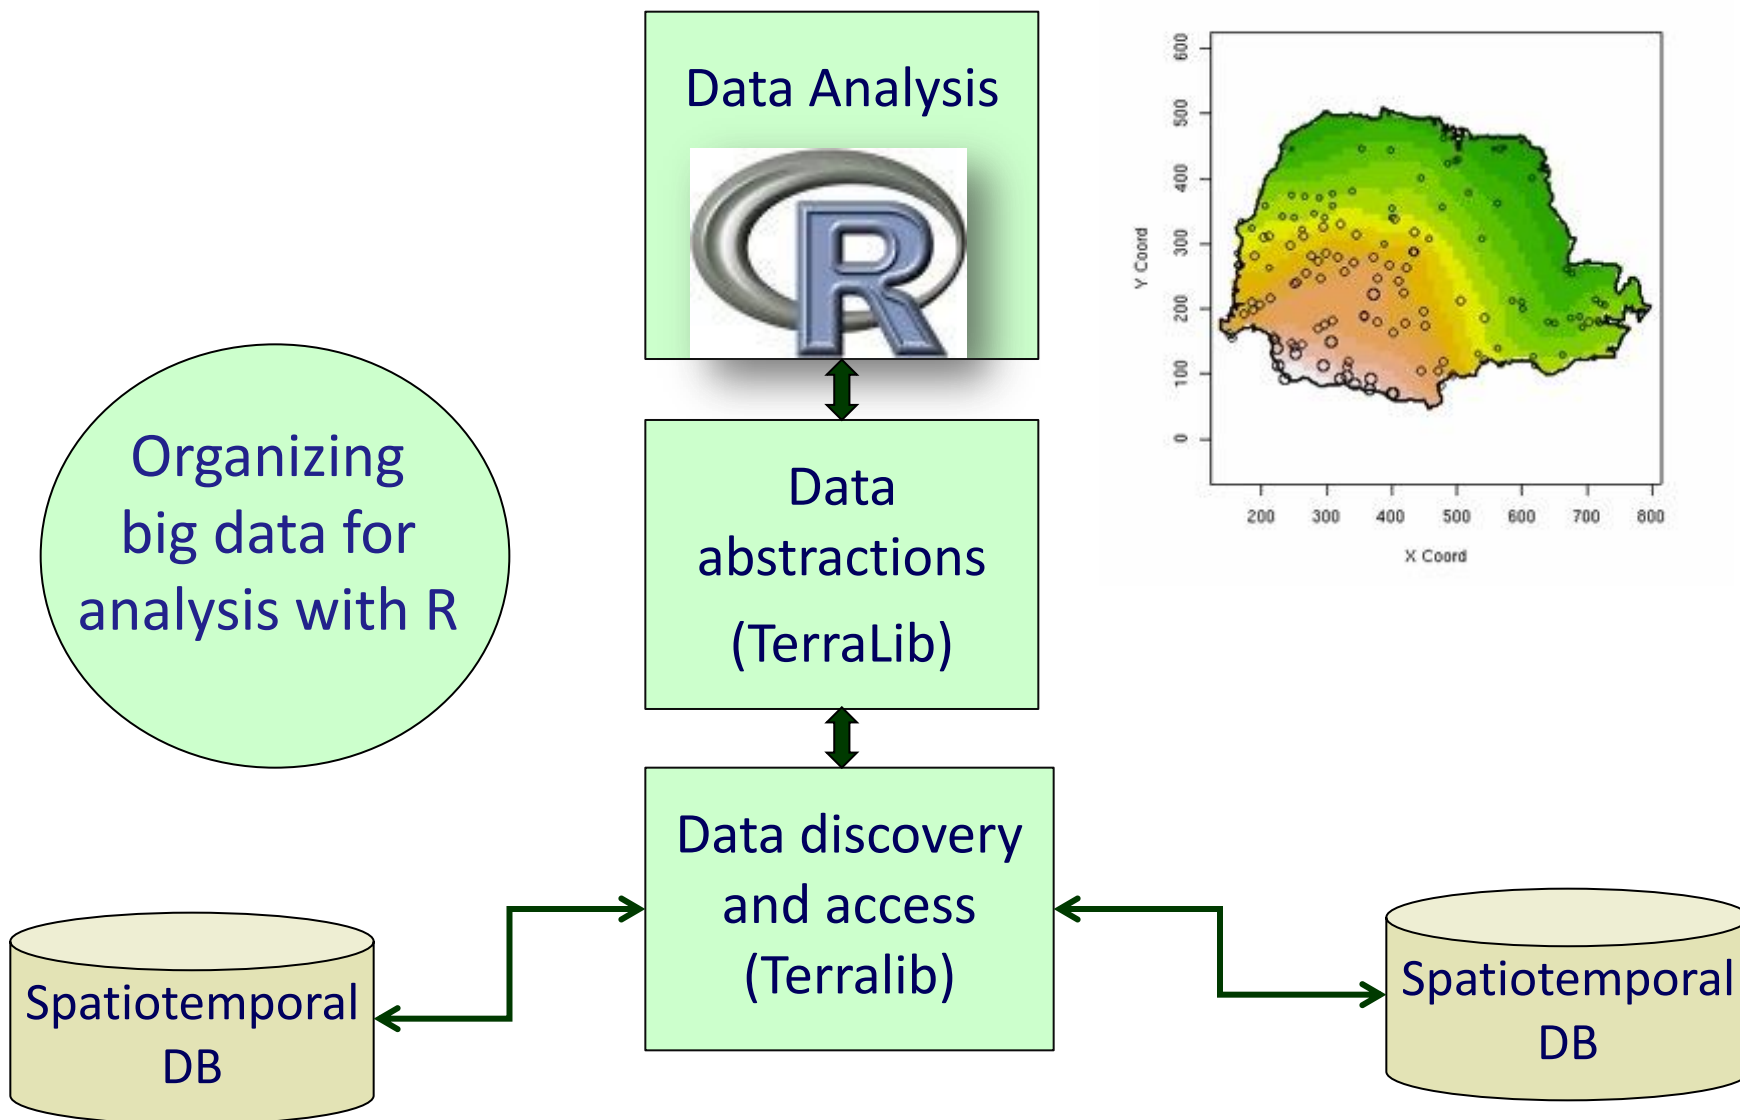 Data Analysis
R
Organizing
big data for
analysis with R
Data
abstractions
(TerraLib)
Data discovery
and access
(Terralib)
Spatiotemporal
DB
Spatiotemporal
DB
Y Coord
600
500
400
300
200
100
0
200 300 400 500 600 700 800
X Coord